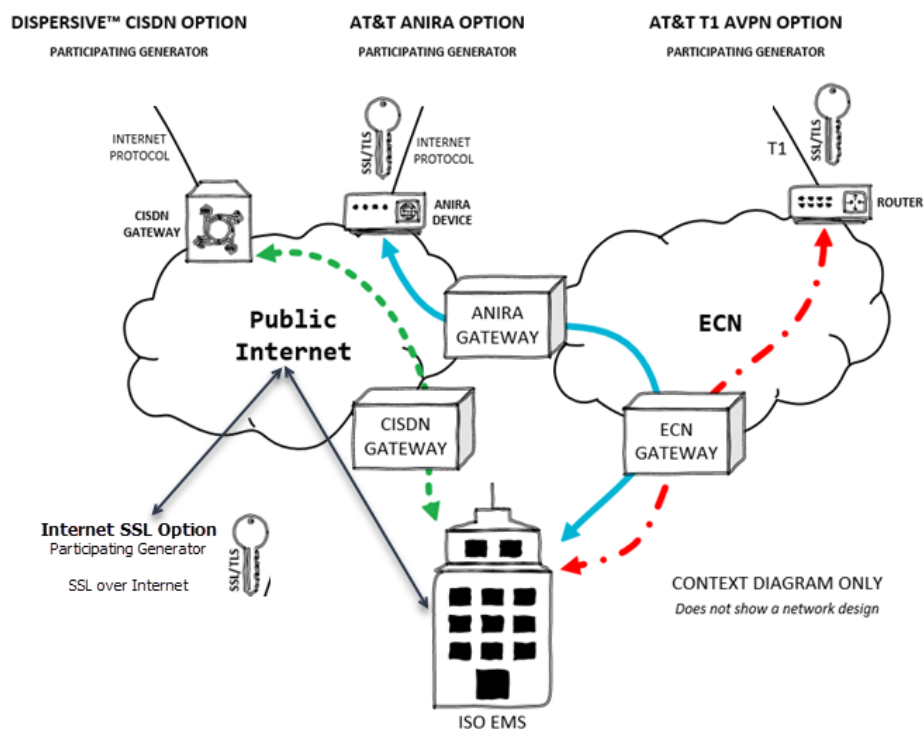 DISPERSIVE™ CISDN OPTION
PARTICIPATING GENERATOR
AT&T ANIRA OPTION
PARTICIPATING GENERATOR
AT&T T1 AVPN OPTION
PARTICIPATING GENERATOR
INTERNET
PROTOCOL
SSL/TLS
INTERNET
PROTOCOL
T1
SSL/TLS
CISDN
GATEWAY
ANIRA
DEVICE
ROUTER
Public
Internet
ANIRA
GATEWAY
ECN
CISDN
GATEWAY
ECN
GATEWAY
Internet SSL Option
Participating Generator
SSL over Internet
SSL/TLS
CONTEXT DIAGRAM ONLY
Does not show a network design
ISO EMS